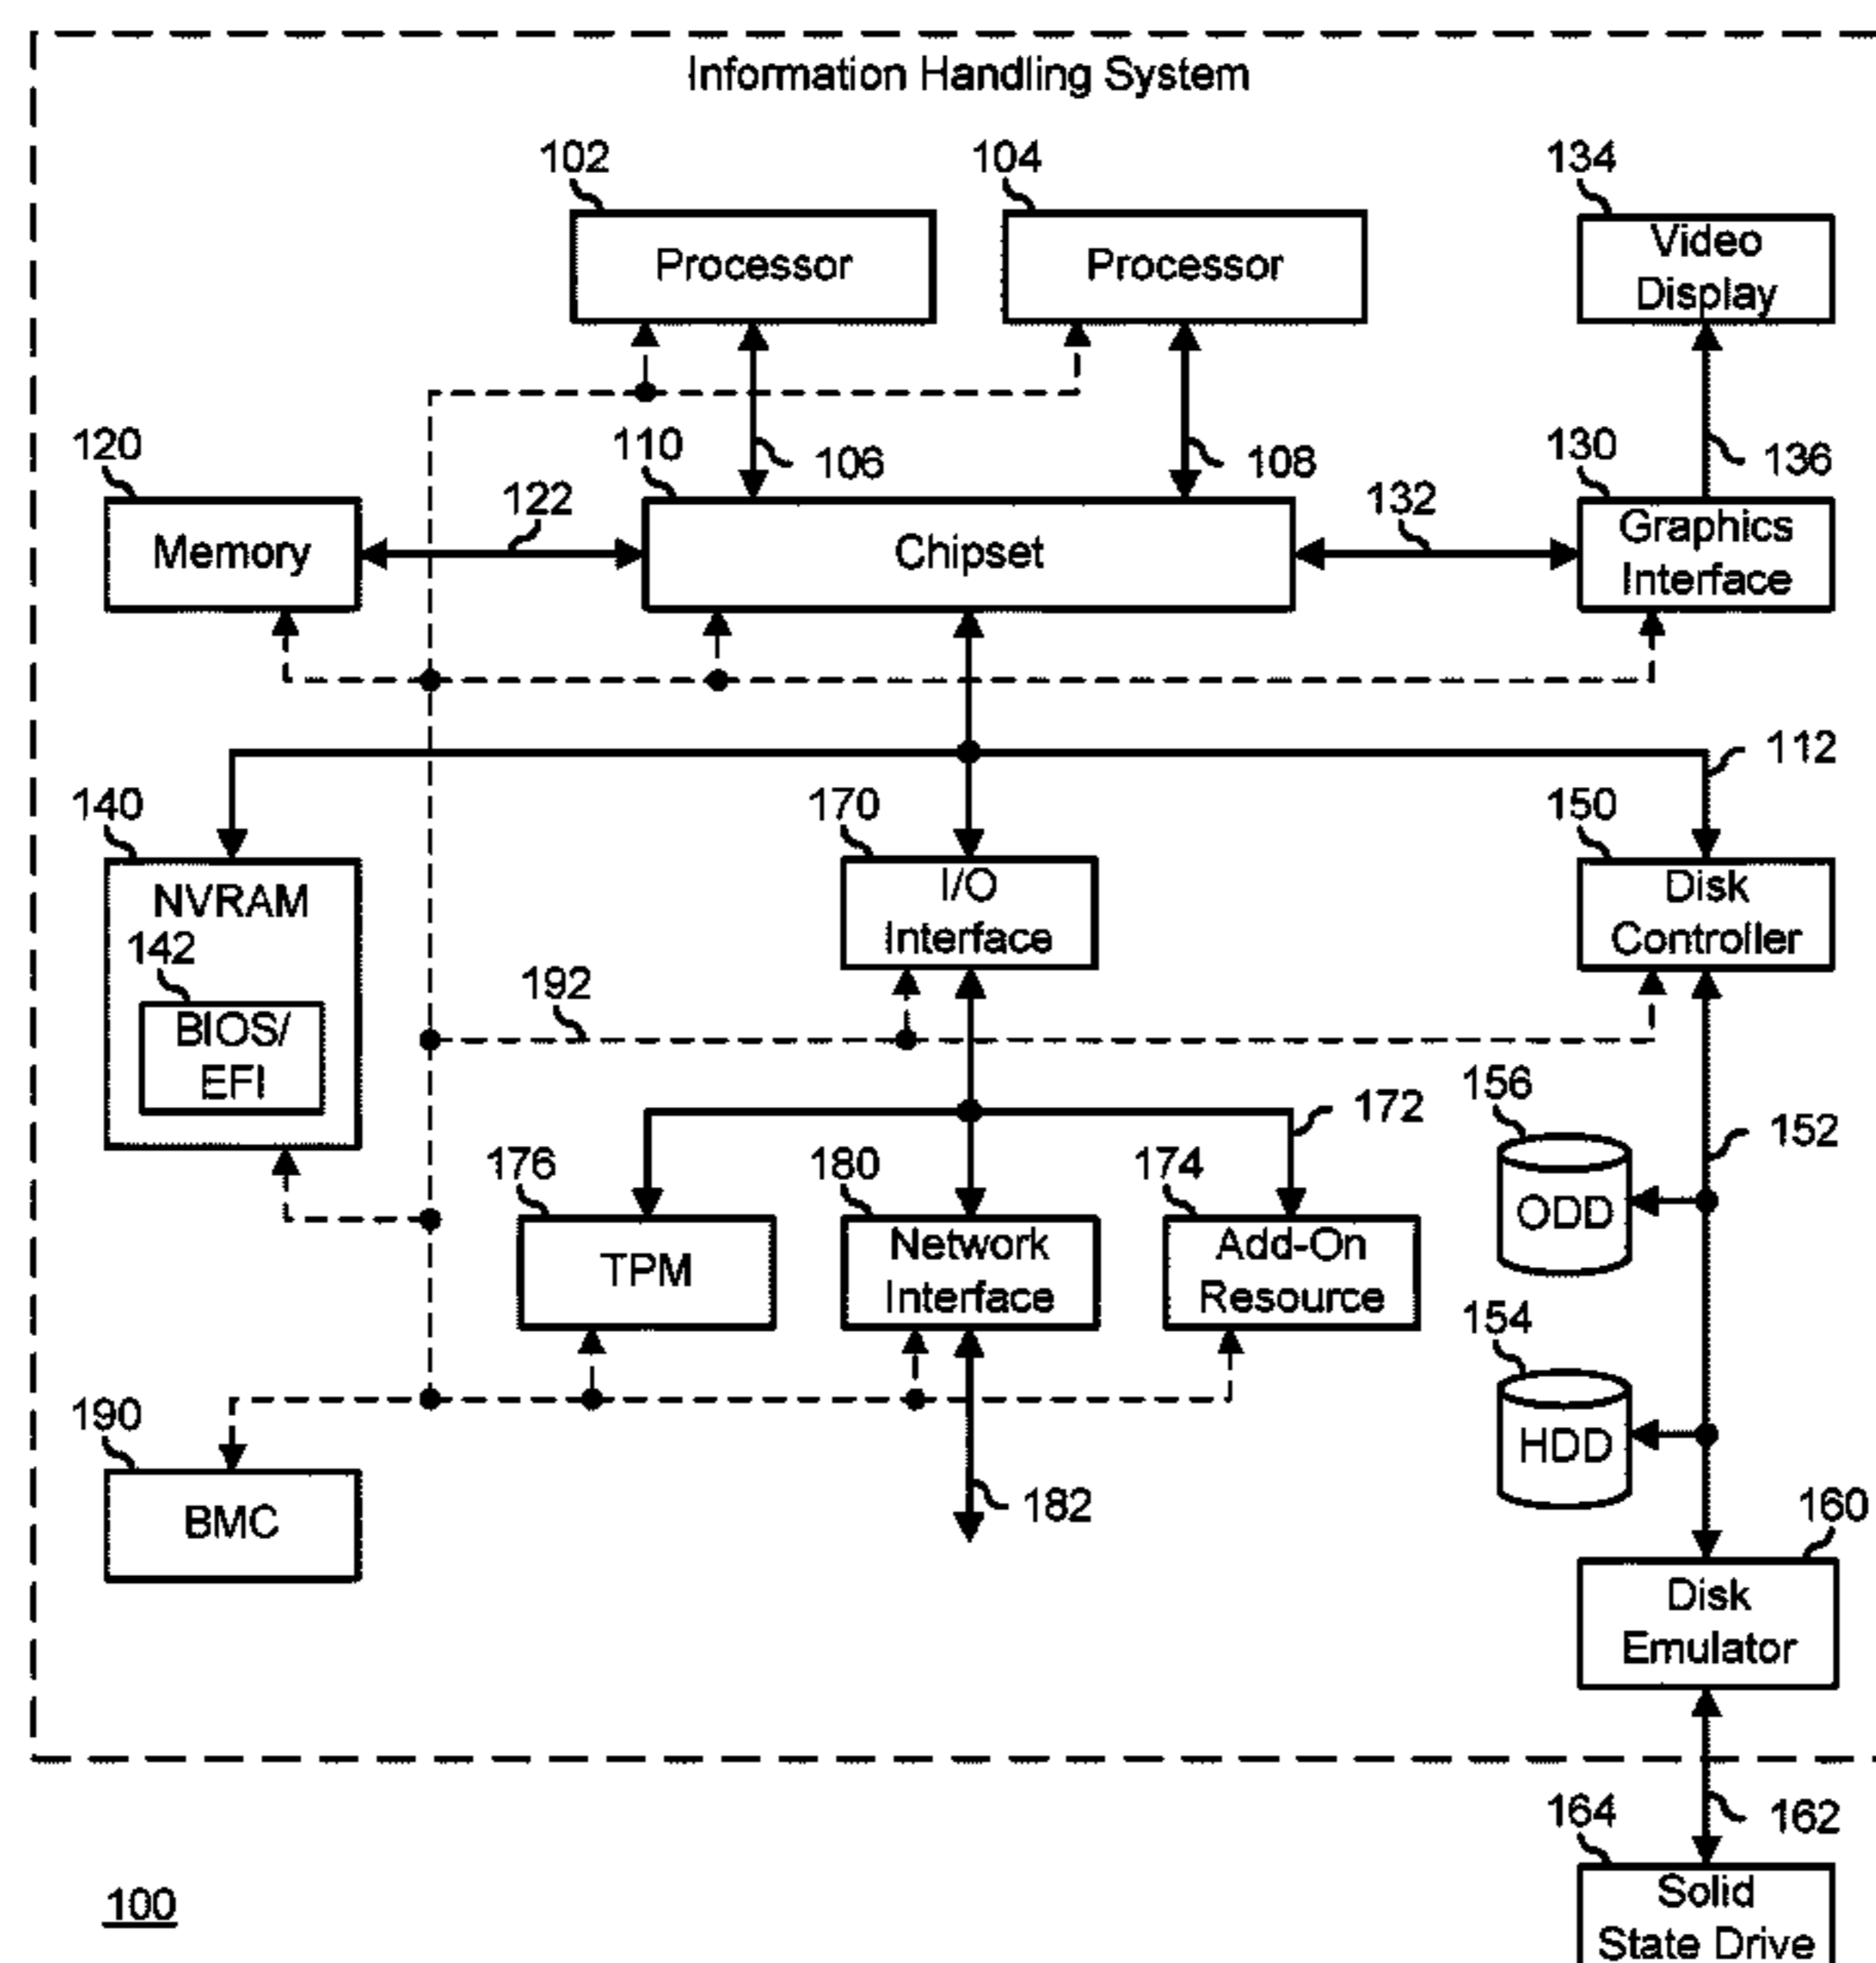 Information Handling System
102
104
134
Processor
Processor
Video
Display
120
110
106
108
130
136
122
132
Memory
Chipset
Graphics
Interface
112
140
170
150
NVRAM
I/O
Interface
Disk
Controller
142
BIOS/
EFI
192
156
172
152
176
180
174
ODD
TPM
Network
Interface
Add-On
Resource
154
190
HDD
182
160
BMC
Disk
Emulator
164
162
100
Solid
State Drive